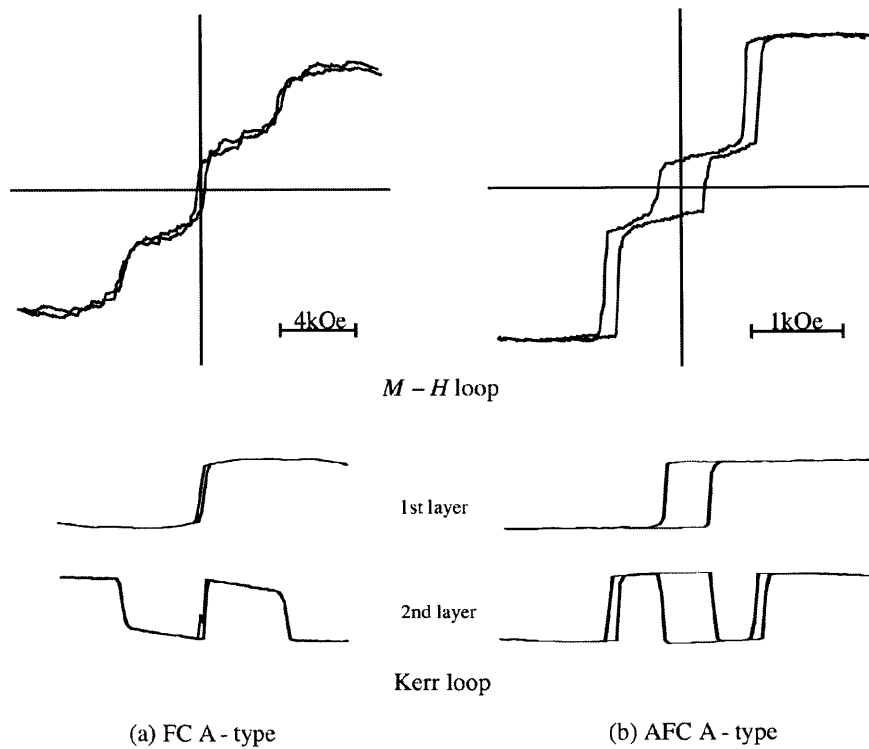 4kOe
1kOe
M – H loop
1st layer
2nd layer
Kerr loop
(a) FC A - type
(b) AFC A - type